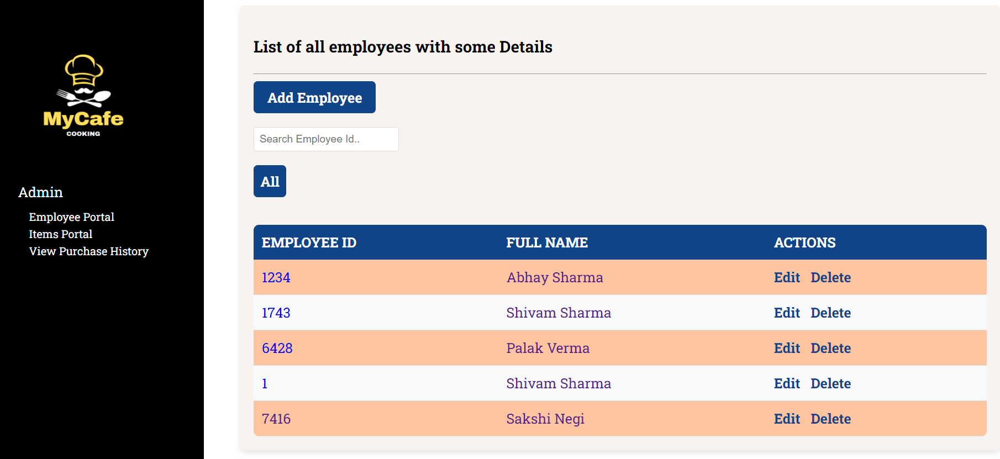 MyCafe
COOKING
Admin
Employee Portal
Items Portal
View Purchase History
List of all employees with some Details
Add Employee
Search Employee Id..
All
EMPLOYEE ID FULL NAME ACTIONS
1234 Abhay Sharma Edit Delete
1743 Shivam Sharma Edit Delete
6428 Palak Verma Edit Delete
1 Shivam Sharma Edit Delete
7416 Sakshi Negi Edit Delete